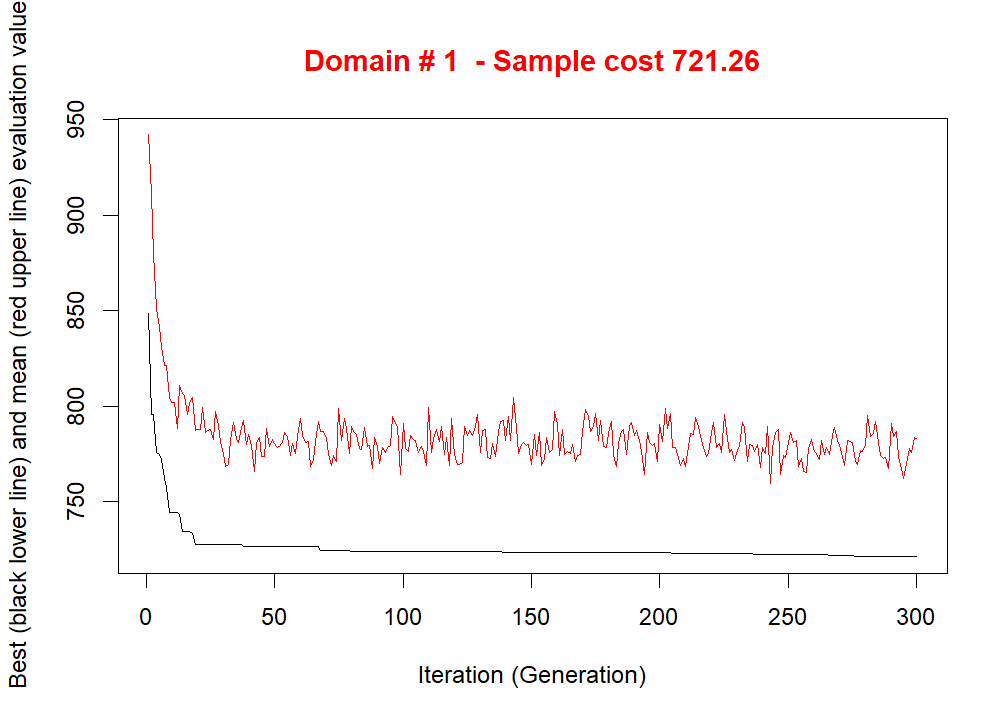 Domain # 1  - Sample cost 721.26
Best (black lower line) and mean (red upper line) evaluation value
950
900
850
800
750
0 50 100 150 200 250 300
Iteration (Generation)